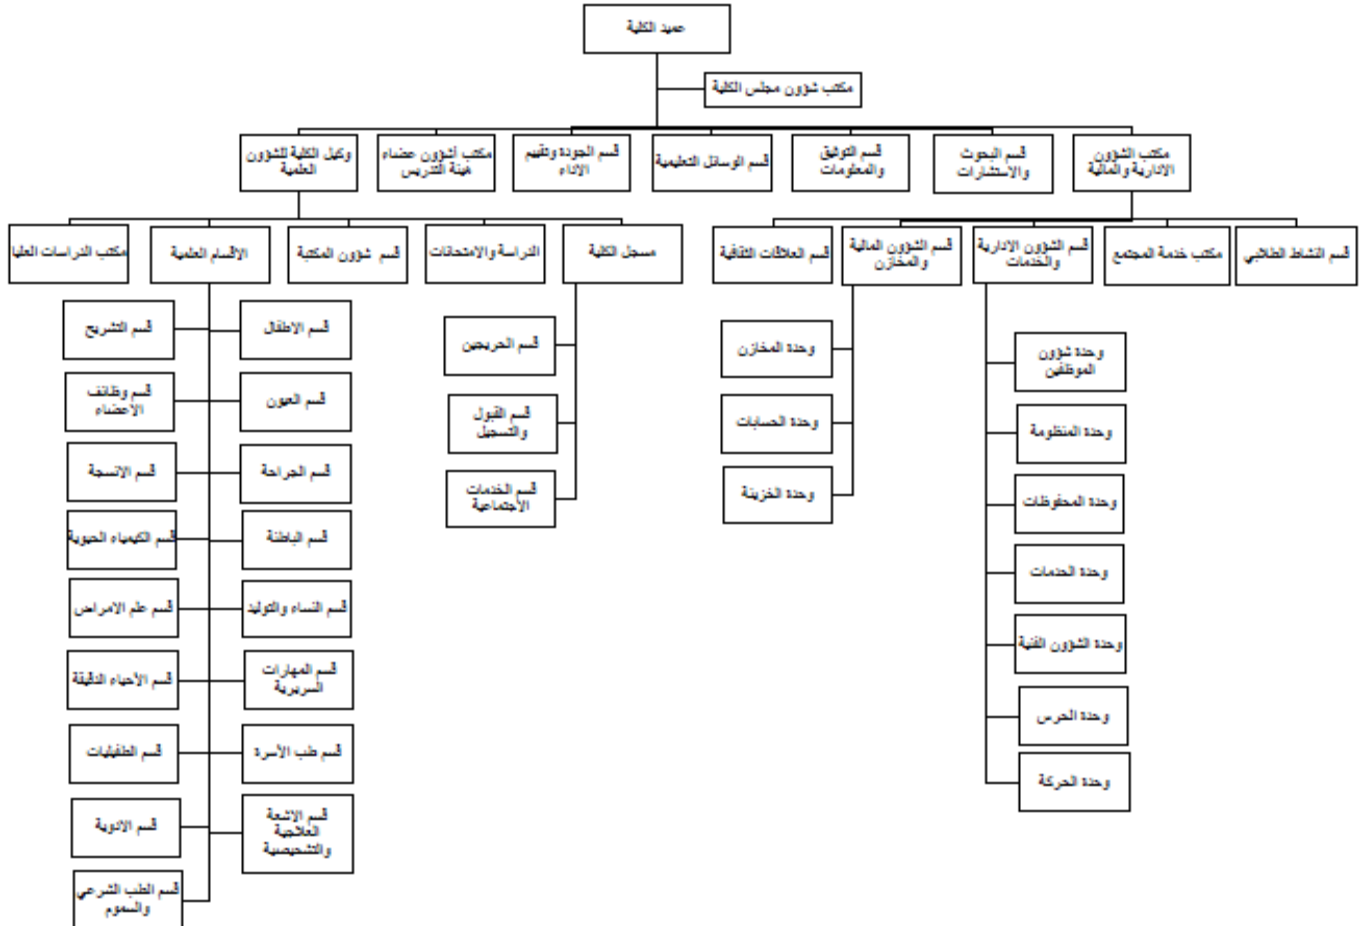 عميد الكلية
مكتب شؤون مجلس الكلية
مكتب الشؤون
الادارية والمالية
قسم البحوث
والاستشارات
قسم التوثيق
والمعلومات
قسم الوسائل التعليمية
قسم الجودة وتقييم
الاداء
مكتب أشؤون عضاء
هيئة التدريس
وكيل الكلية للشؤون
العلمية
قسم النشاط الطلابي
مكتب خدمة المجتمع
قسم الشؤون الادارية
والخدمات
قسم الشؤون المالية
والمخازن
قسم العلاقات الثقافية
مسجل الكلية
الدراسة والامتحانات
قسم شؤون المكتبة
الاقسام العلمية
مكتب الدراسات العليا
وحدة شؤون
الموظفين
وحدة المنظومة
وحدة المحفوظات
وحدة الخدمات
وحدة الشؤون الفنية
وحدة الحرس
وحدة الحركة
وحدة المخازن
وحدة الحسابات
وحدة الخزينة
قسم الخريجين
قسم القبول
والتسجيل
قسم الخدمات
الأجتماعية
قسم الاطفال
قسم العيون
قسم الجراحة
قسم الباطنة
قسم النساء والتوليد
قسم المهارات
السريرية
قسم طب الأسرة
قسم الاشعة
العلاجية
والتشخيصية
قسم التشريح
قسم وظائف
الاعضاء
قسم الانسجة
قسم الكيمياء الحيوية
قسم علم الامراض
قسم الأحياء الدقيقة
قسم الطفيليات
قسم الادوية
قسم الطب الشرعي
والسموم